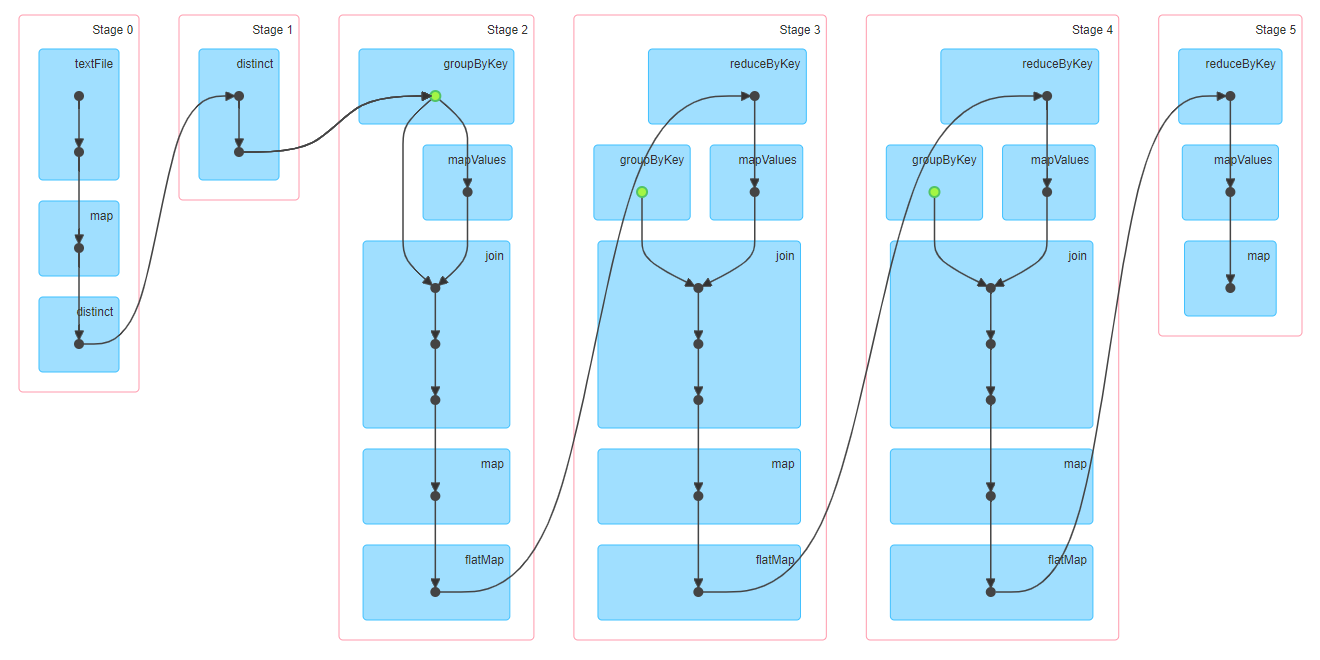 Stage 0
textFile
map
distinct
Stage 1
distinct
Stage 2
groupByKey
mapValues
join
map
flatMap
Stage 3
reduceByKey
groupByKey
mapValues
join
map
flatMap
Stage 4
reduceByKey
groupByKey
mapValues
join
map
flatMap
Stage 5
reduceByKey
mapValues
map